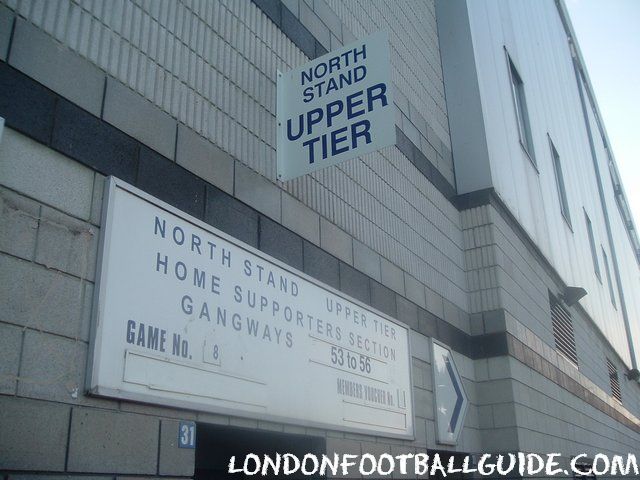 NORTH
STAND
UPPER
TIER
NORTH STAND UPPER TIER
HOME SUPPORTERS SECTION
GANGWAYS 53 to 56
GAME No. 8
MEMBERS VOUCHER No. 11
31
LONDONFOOTBALLGUIDE.COM